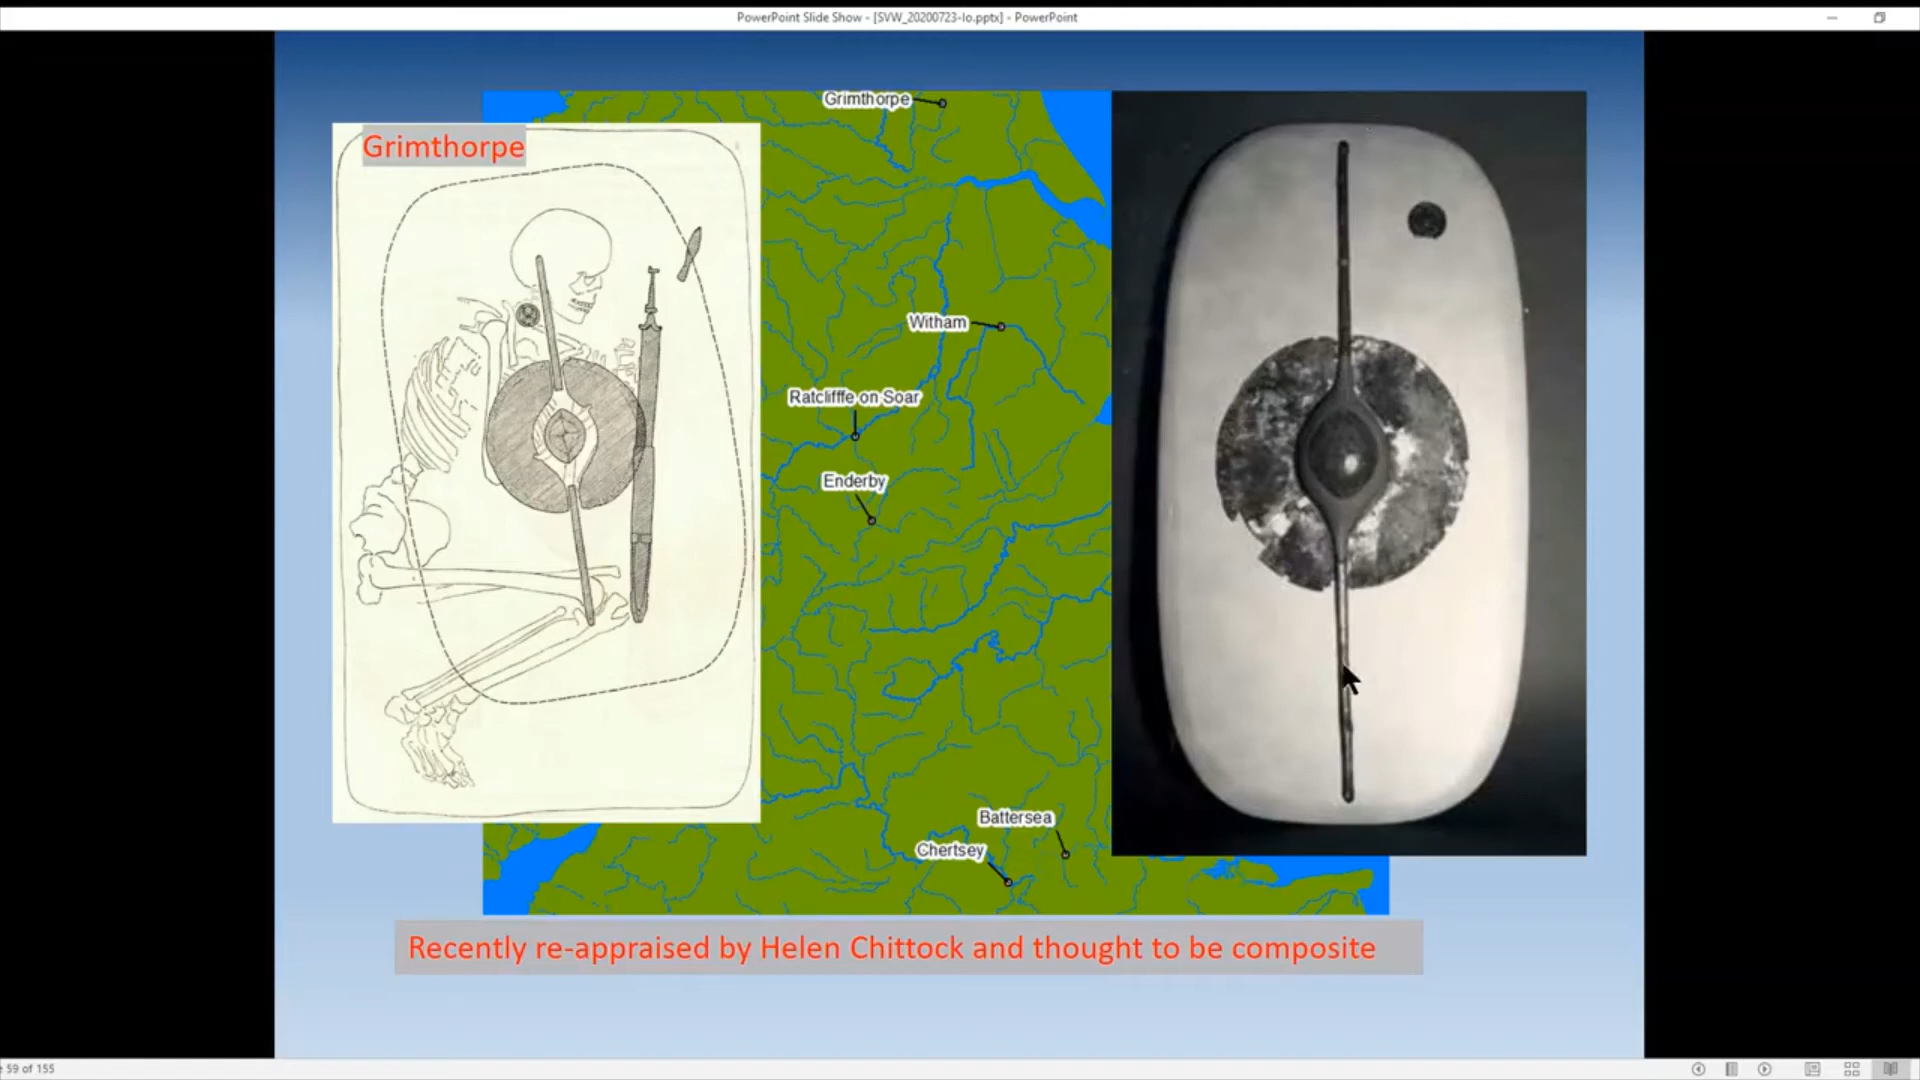 PowerPoint Slide Show - [SVW_20200723-lo.pptx] - PowerPoint
Grimthorpe
Grimthorpe
Witham
Ratclifffe on Soar
Enderby
Battersea
Chertsey
Recently re-appraised by Helen Chittock and thought to be composite
59 of 155